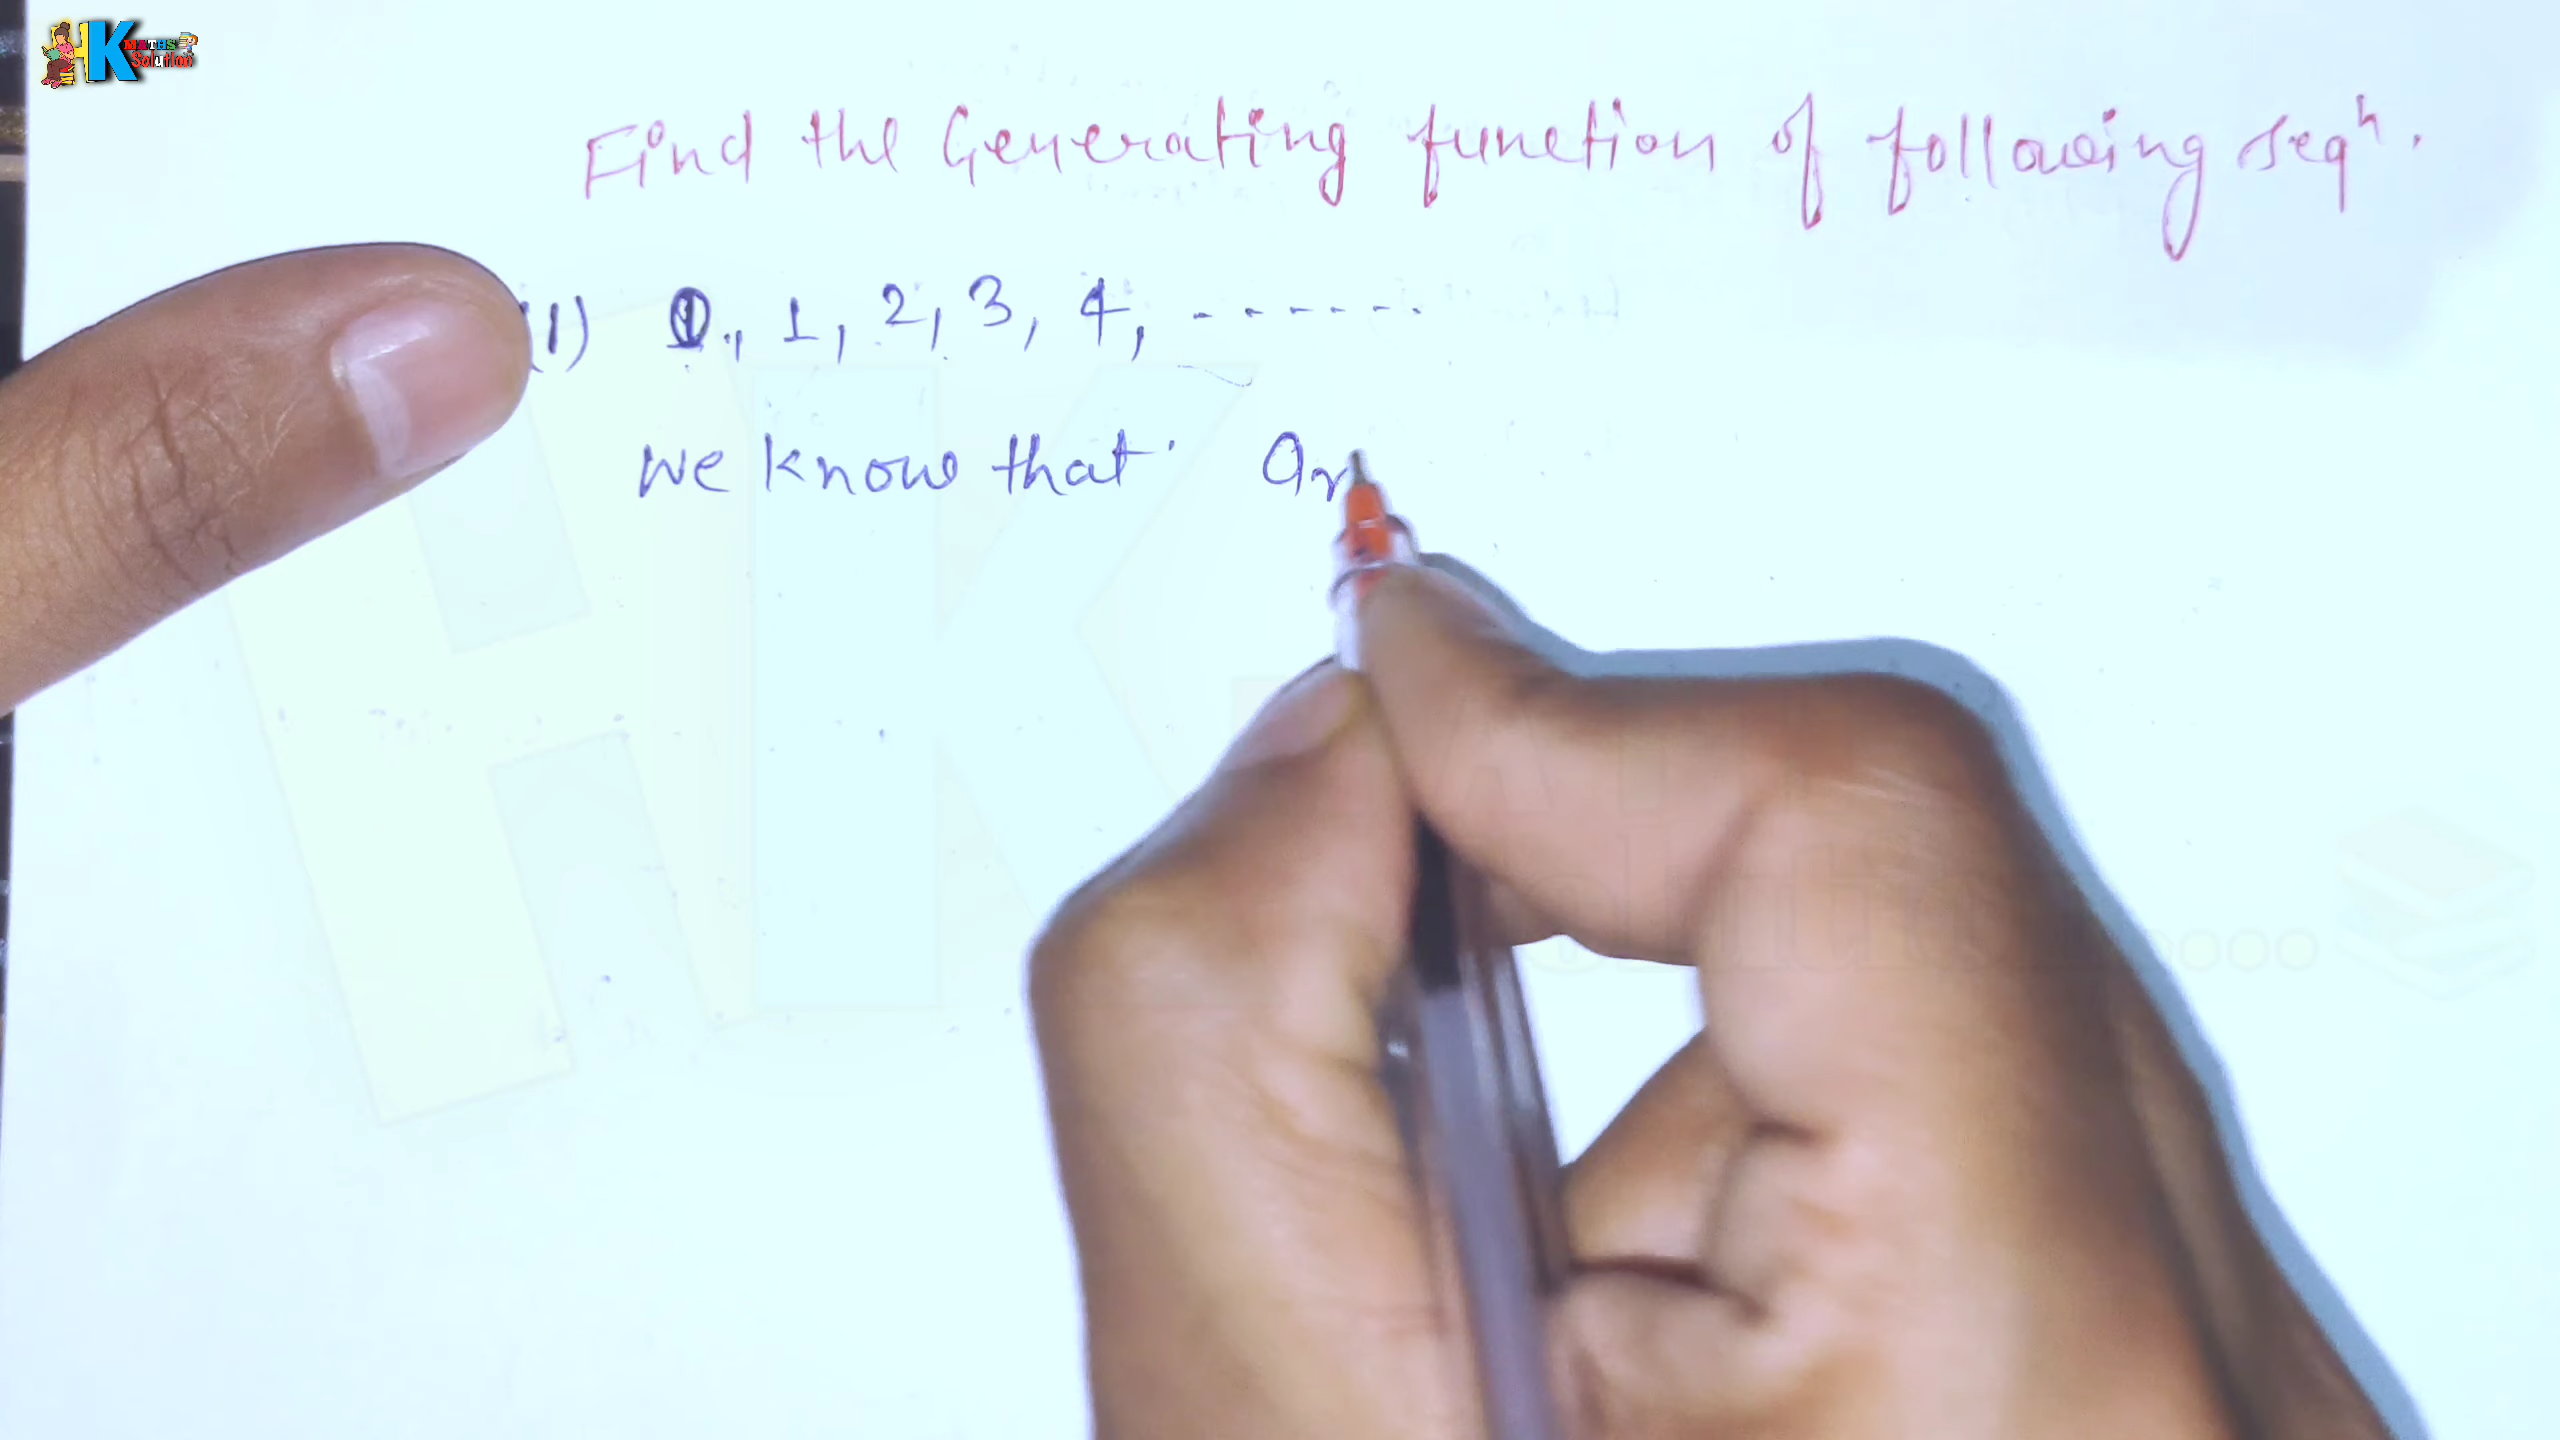 HK MATHS Solution
Find the Generating function of following seqn.
(1) 0, 1, 2, 3, 4, .......
we know that ar